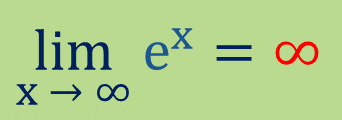 lim eˣ = ∞
x → ∞